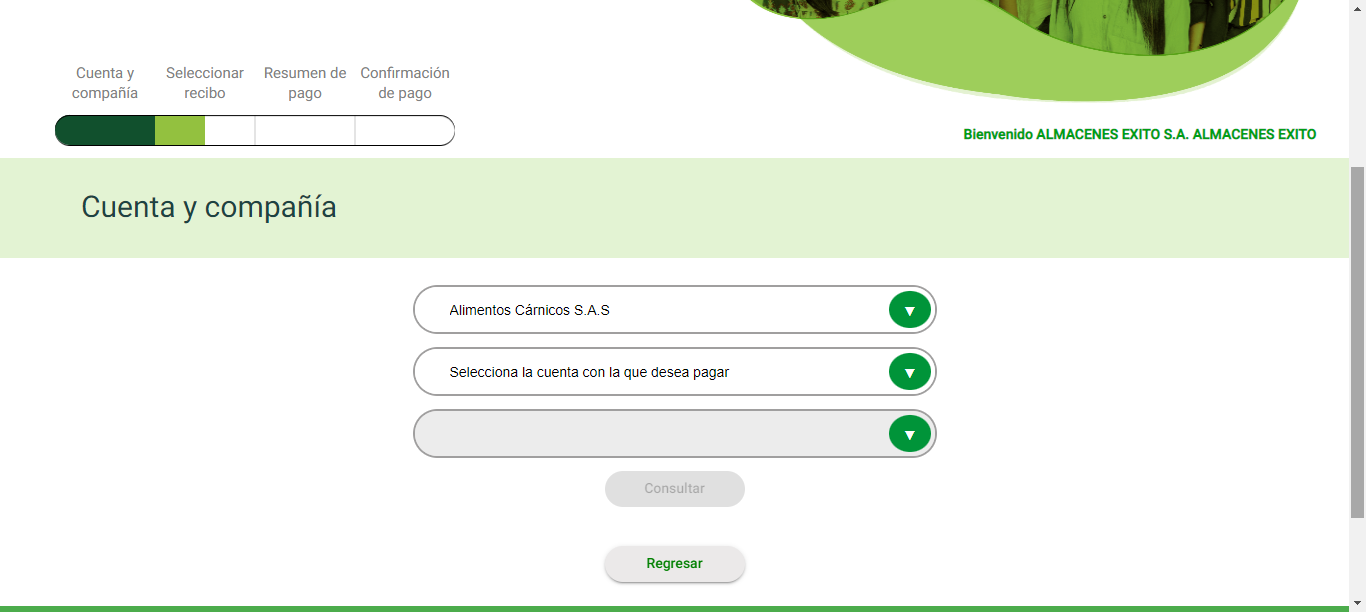 Cuenta y compañía
Seleccionar recibo
Resumen de pago
Confirmación de pago
Bienvenido ALMACENES EXITO S.A. ALMACENES EXITO
Cuenta y compañía
Alimentos Cárnicos S.A.S
Selecciona la cuenta con la que desea pagar
Consultar
Regresar